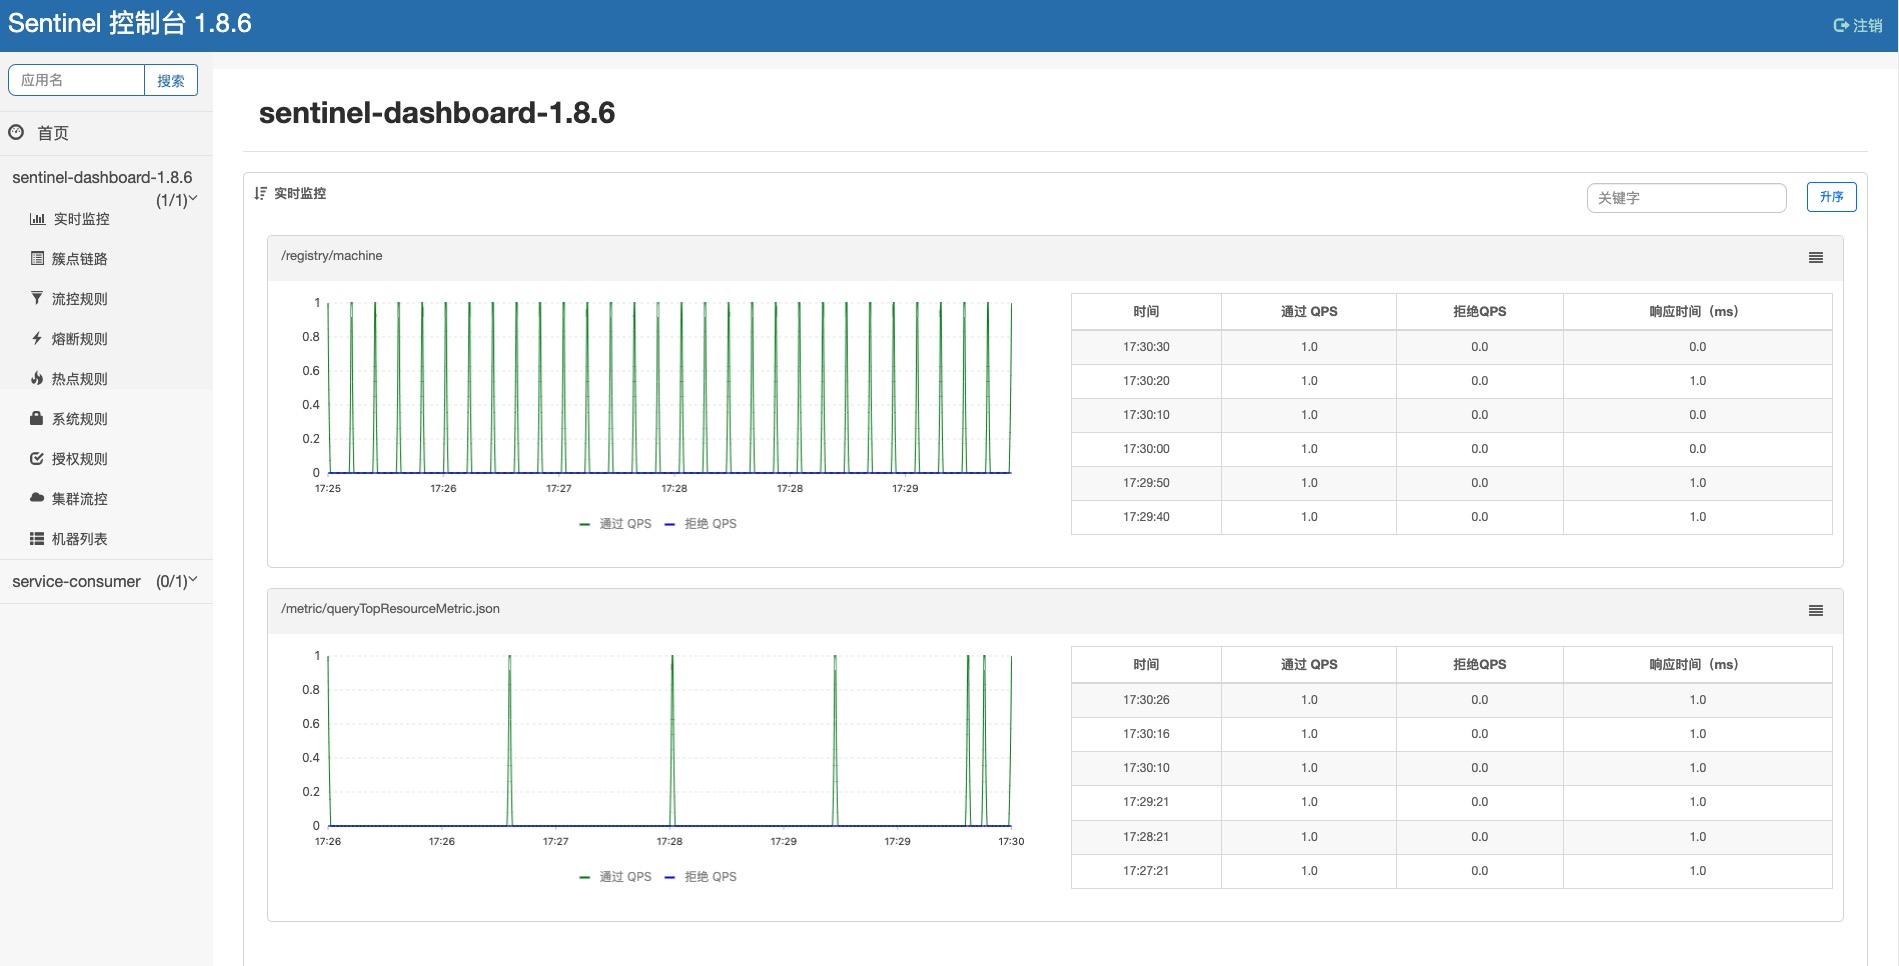 Sentinel 控制台 1.8.6
注销
应用名
搜索
首页
sentinel-dashboard-1.8.6
(1/1)
实时监控
簇点链路
流控规则
熔断规则
热点规则
系统规则
授权规则
集群流控
机器列表
service-consumer (0/1)
sentinel-dashboard-1.8.6
实时监控
关键字
升序
/registry/machine
1
0.8
0.6
0.4
0.2
0
17:25 17:26 17:27 17:28 17:28 17:29
通过 QPS 拒绝 QPS
时间 通过 QPS 拒绝QPS 响应时间（ms）
17:30:30 1.0 0.0 0.0
17:30:20 1.0 0.0 1.0
17:30:10 1.0 0.0 0.0
17:30:00 1.0 0.0 0.0
17:29:50 1.0 0.0 1.0
17:29:40 1.0 0.0 1.0
/metric/queryTopResourceMetric.json
1
0.8
0.6
0.4
0.2
0
17:26 17:26 17:27 17:28 17:29 17:29 17:30
通过 QPS 拒绝 QPS
时间 通过 QPS 拒绝QPS 响应时间（ms）
17:30:26 1.0 0.0 1.0
17:30:16 1.0 0.0 1.0
17:30:10 1.0 0.0 1.0
17:29:21 1.0 0.0 1.0
17:28:21 1.0 0.0 1.0
17:27:21 1.0 0.0 1.0